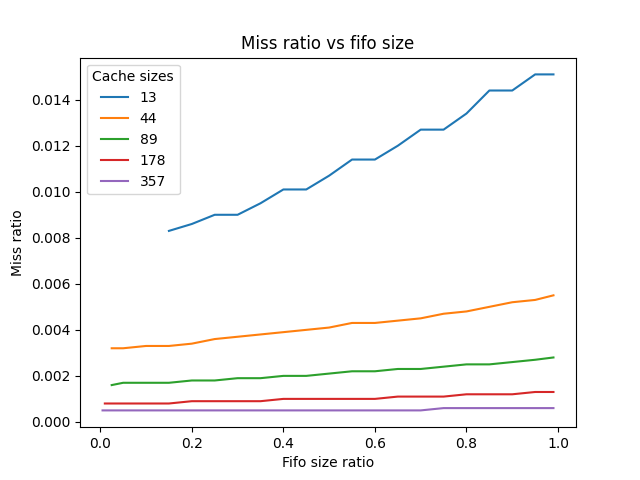 Miss ratio vs fifo size
Cache sizes
13
44
89
178
357
0.014
0.012
0.010
0.008
0.006
0.004
0.002
0.000
Miss ratio
0.0 0.2 0.4 0.6 0.8 1.0
Fifo size ratio